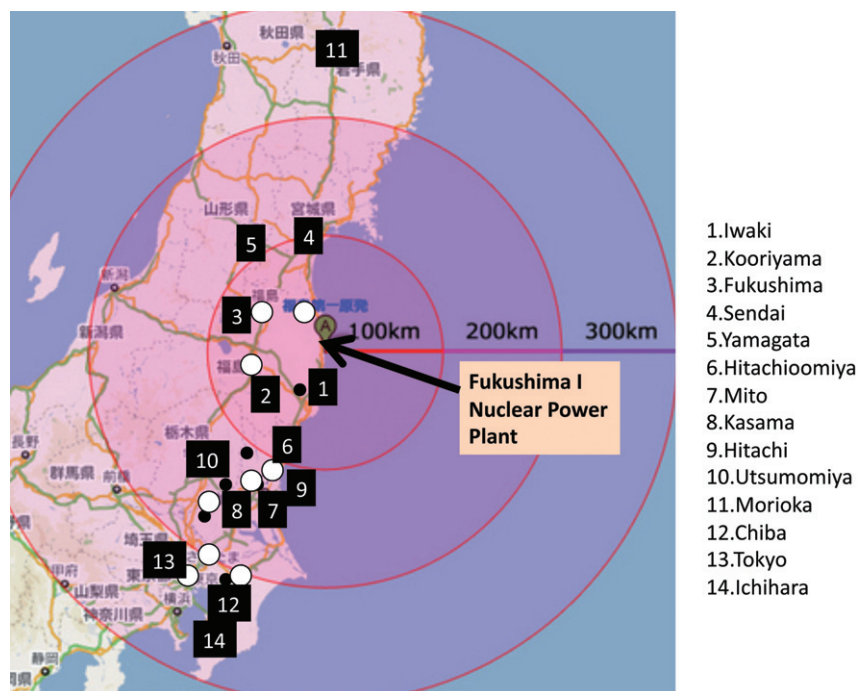 秋田県
11
秋田
岩手県
山形県
宮城県
5
4
新潟
福島
3
A
100km
200km
300km
新潟県
福島
2
1
Fukushima I
Nuclear Power
Plant
栃木県
6
長野
10
群馬県
前橋
9
8
7
埼玉県
13
東京
甲府
山梨県
横浜
12
神奈川県
14
静岡
1.Iwaki
2.Kooriyama
3.Fukushima
4.Sendai
5.Yamagata
6.Hitachioomiya
7.Mito
8.Kasama
9.Hitachi
10.Utsumomiya
11.Morioka
12.Chiba
13.Tokyo
14.Ichihara